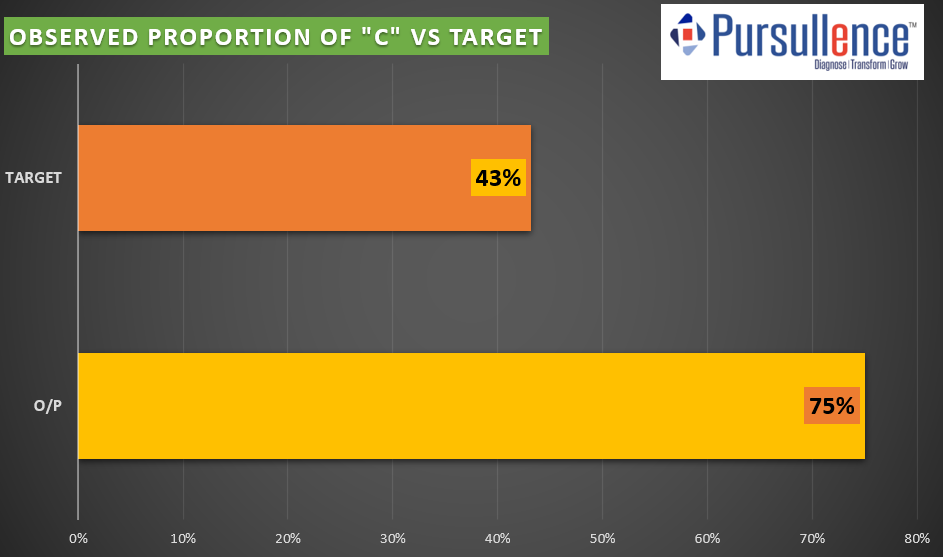 OBSERVED PROPORTION OF "C" VS TARGET
Pursullence™
Diagnose|Transform|Grow
TARGET
43%
O/P
75%
0% 10% 20% 30% 40% 50% 60% 70% 80%